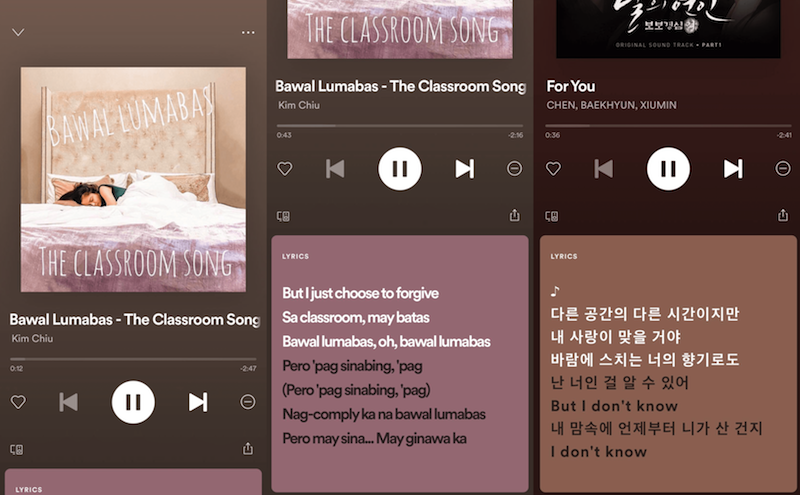 BAWAL LUMABAS
THE CLASSROOM SONG
Bawal Lumabas - The Classroom Song
Kim Chiu
0:12
-2:47
LYRICS
THE CLASSROOM SONG
Bawal Lumabas - The Classroom Song
Kim Chiu
0:43
-2:16
LYRICS
But I just choose to forgive
Sa classroom, may batas
Bawal lumabas, oh, bawal lumabas
Pero 'pag sinabing, 'pag
(Pero 'pag sinabing, 'pag)
Nag-comply ka na bawal lumabas
Pero may sina... May ginawa ka
달의 연인
보보경심 려
ORIGINAL SOUND TRACK • PART1
For You
CHEN, BAEKHYUN, XIUMIN
0:36
-2:41
LYRICS
♪
다른 공간의 다른 시간이지만
내 사랑이 맞을 거야
바람에 스치는 너의 향기로도
난 너인 걸 알 수 있어
But I don't know
내 맘속에 언제부터 니가 산 건지
I don't know